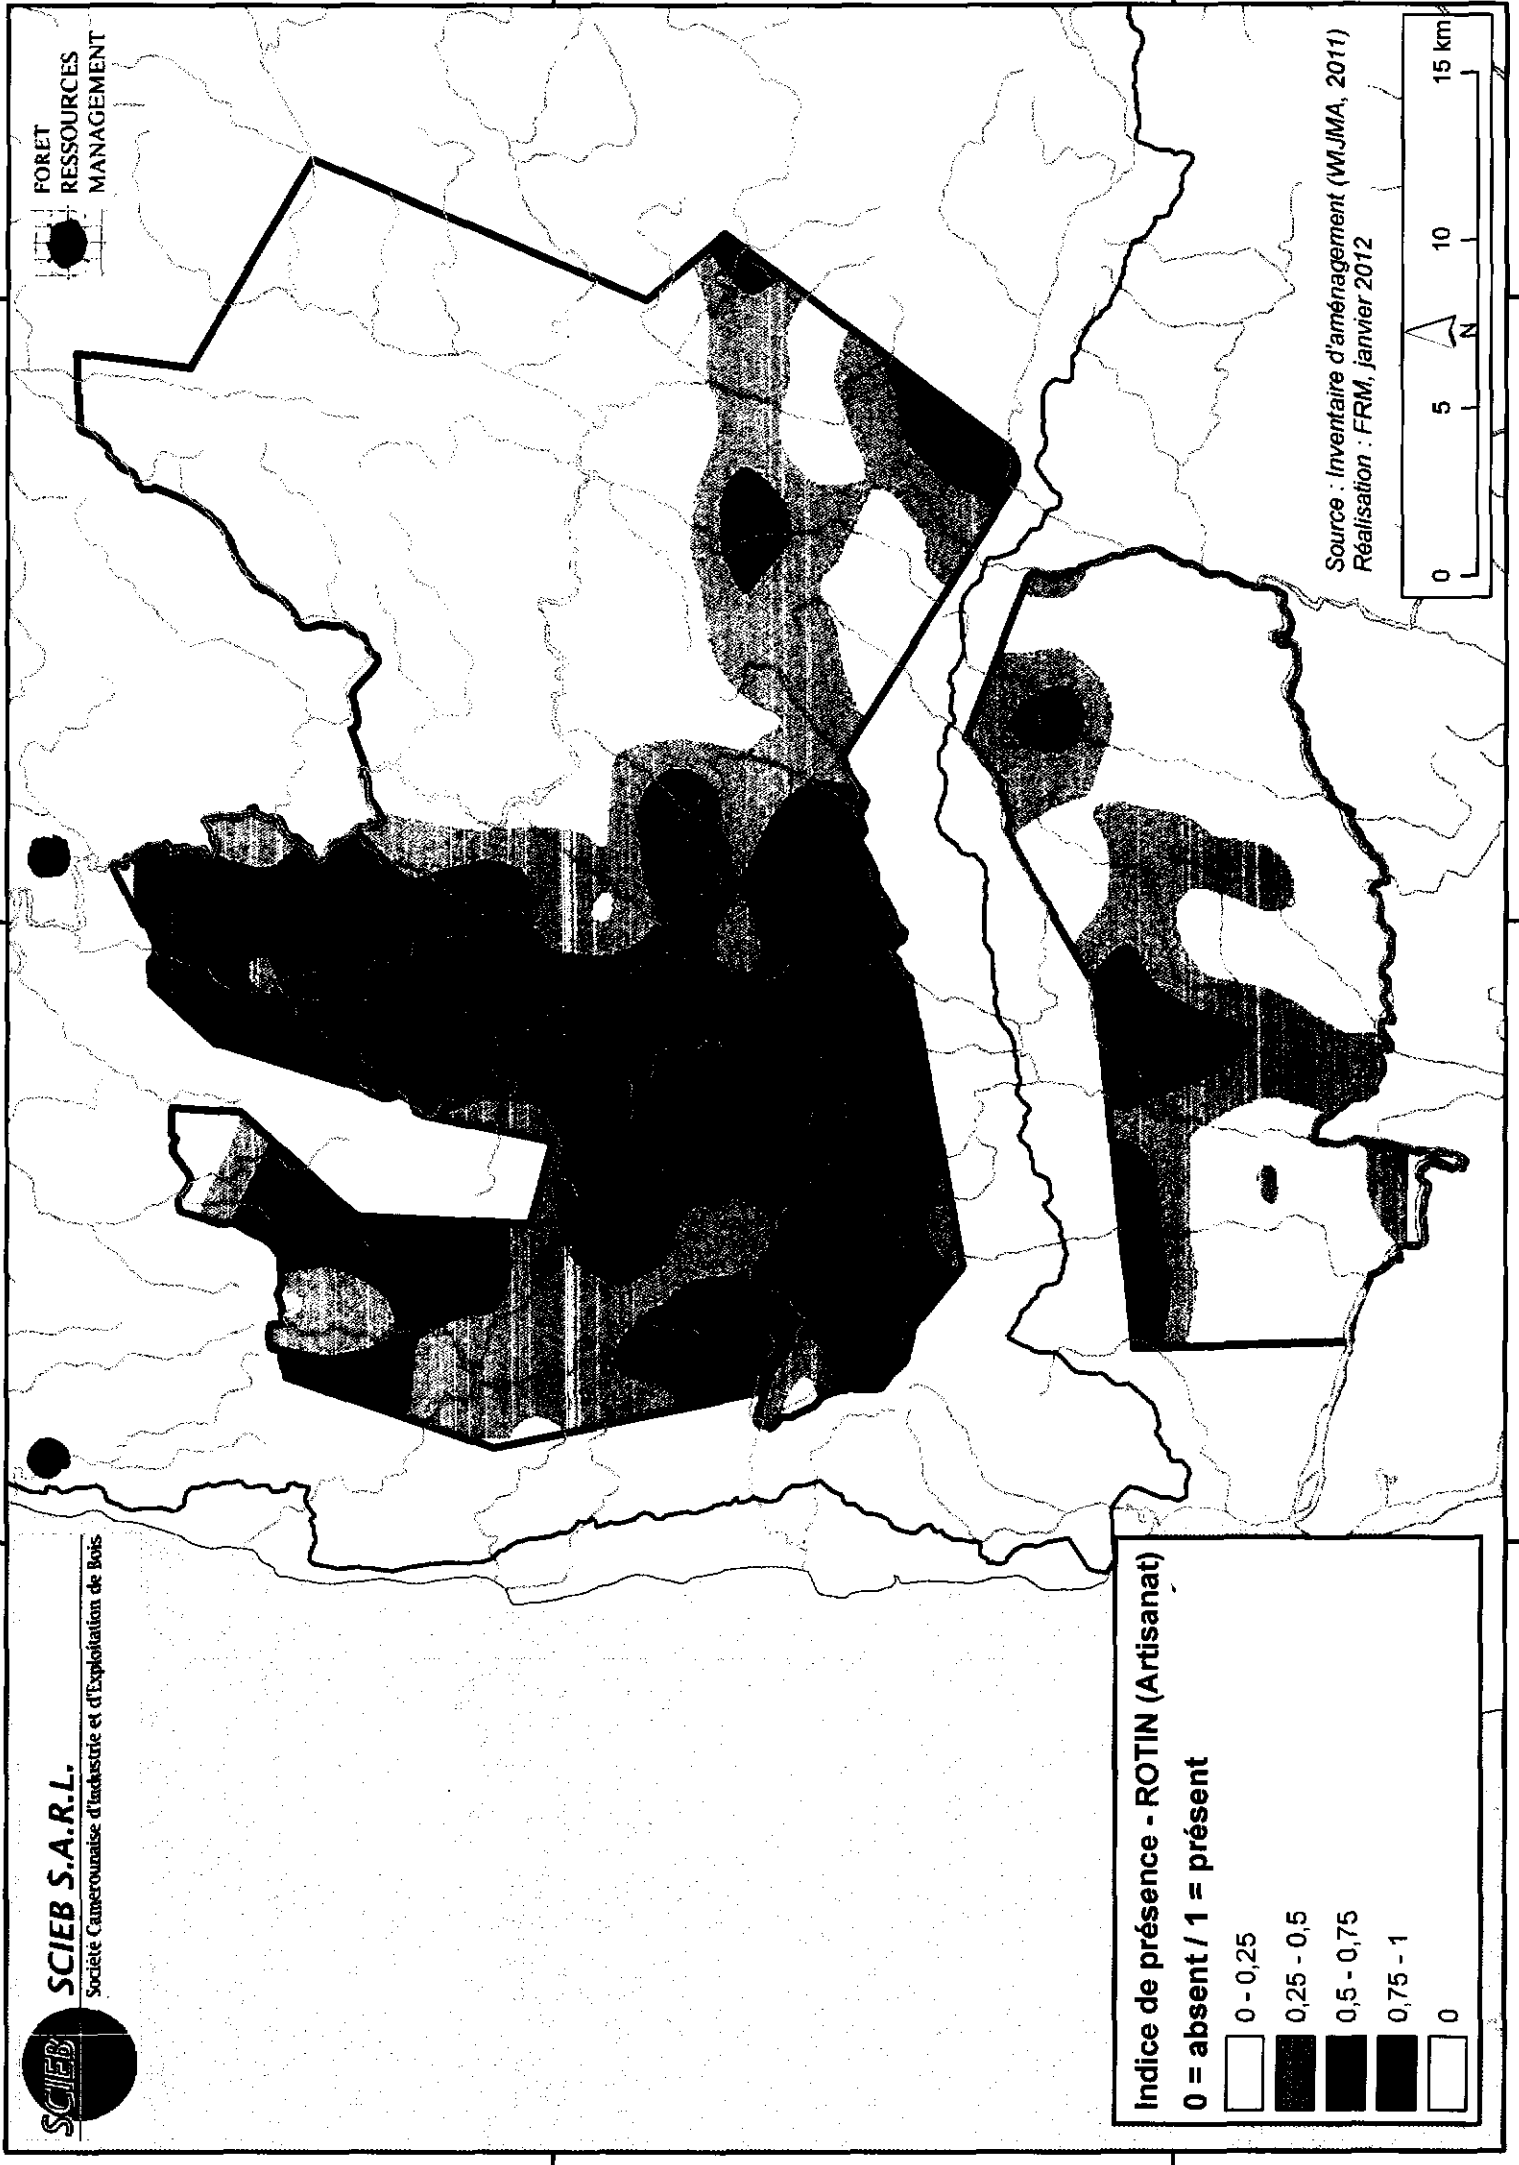 SCIEB
SCIEB S.A.R.L.
Société Camerounaise d'Industrie et d'Exploitation de Bois
FORET
RESSOURCES
MANAGEMENT
Indice de présence - ROTIN (Artisanat)
0 = absent / 1 = présent
0 - 0,25
0,25 - 0,5
0,5 - 0,75
0,75 - 1
0
Source : Inventaire d'aménagement (WIJMA, 2011)
Réalisation : FRM, janvier 2012
N
0 5 10 15 km